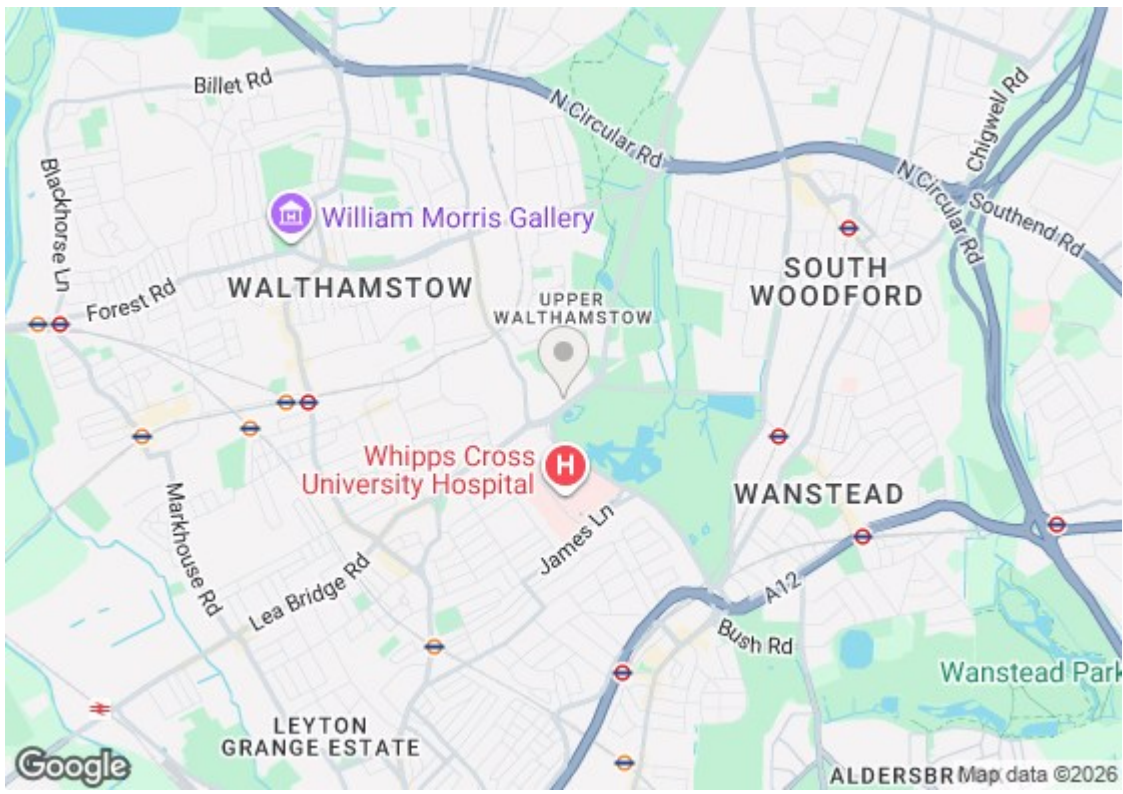 Billet Rd
N Circular Rd
Chigwell Rd
Blackhorse Ln
William Morris Gallery
N Circular Rd
Southend Rd
Forest Rd
WALTHAMSTOW
UPPER
WALTHAMSTOW
SOUTH
WOODFORD
Whipps Cross
University Hospital
H
WANSTEAD
Markhouse Rd
James Ln
Lea Bridge Rd
A12
Bush Rd
Wanstead Park
LEYTON
GRANGE ESTATE
Google
ALDERSBR
Map data ©2026